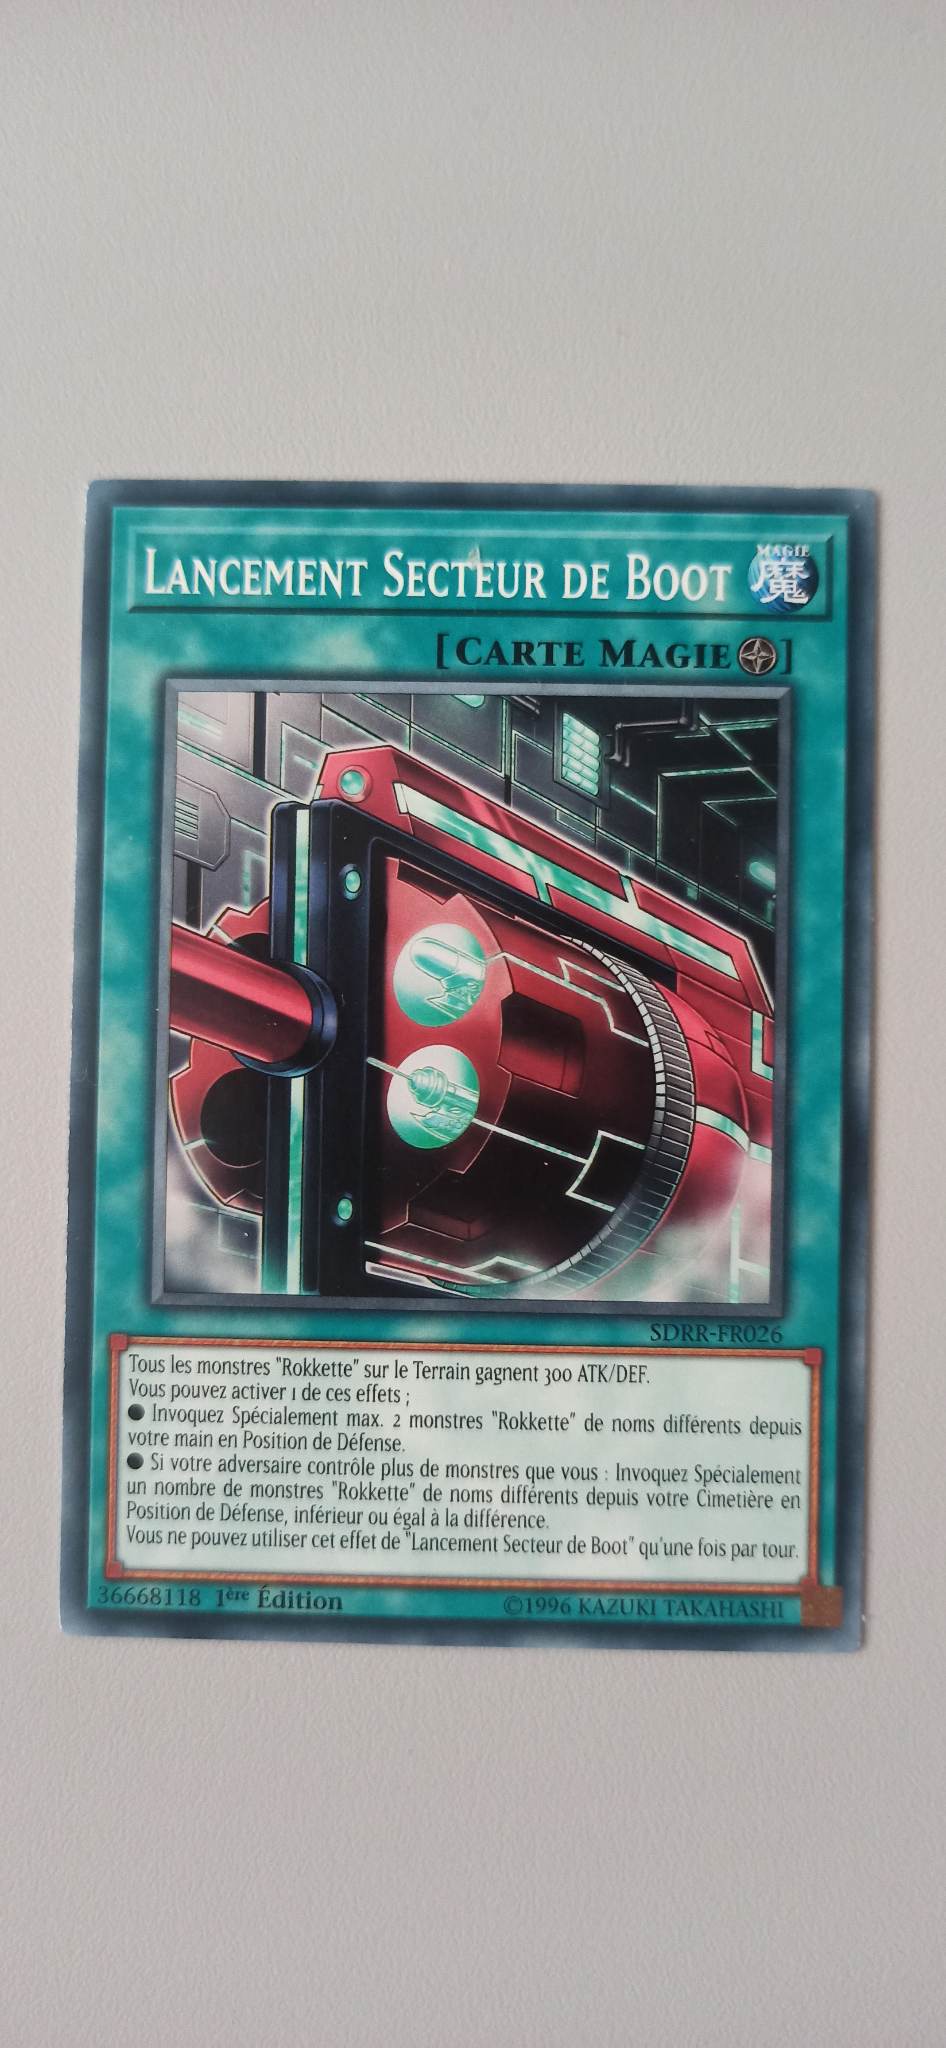 LANCEMENT SECTEUR DE BOOT
MAGIE
魔
[CARTE MAGIE]
SDRR-FR026
Tous les monstres "Rokkette" sur le Terrain gagnent 300 ATK/DEF.
Vous pouvez activer 1 de ces effets ;
● Invoquez Spécialement max. 2 monstres "Rokkette" de noms différents depuis
votre main en Position de Défense.
● Si votre adversaire contrôle plus de monstres que vous : Invoquez Spécialement
un nombre de monstres "Rokkette" de noms différents depuis votre Cimetière en
Position de Défense, inférieur ou égal à la différence.
Vous ne pouvez utiliser cet effet de "Lancement Secteur de Boot" qu'une fois par tour.
36668118 1ère Édition
©1996 KAZUKI TAKAHASHI